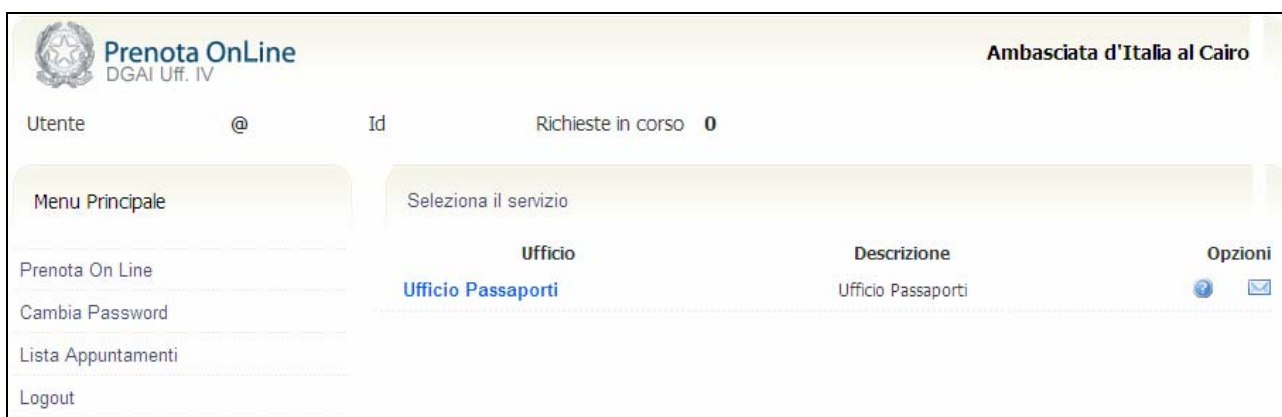 Prenota OnLine
DGAI Uff. IV
Ambasciata d'Italia al Cairo
Utente @ Id Richieste in corso 0
Menu Principale
Prenota On Line
Cambia Password
Lista Appuntamenti
Logout
Seleziona il servizio
Ufficio Descrizione Opzioni
Ufficio Passaporti Ufficio Passaporti